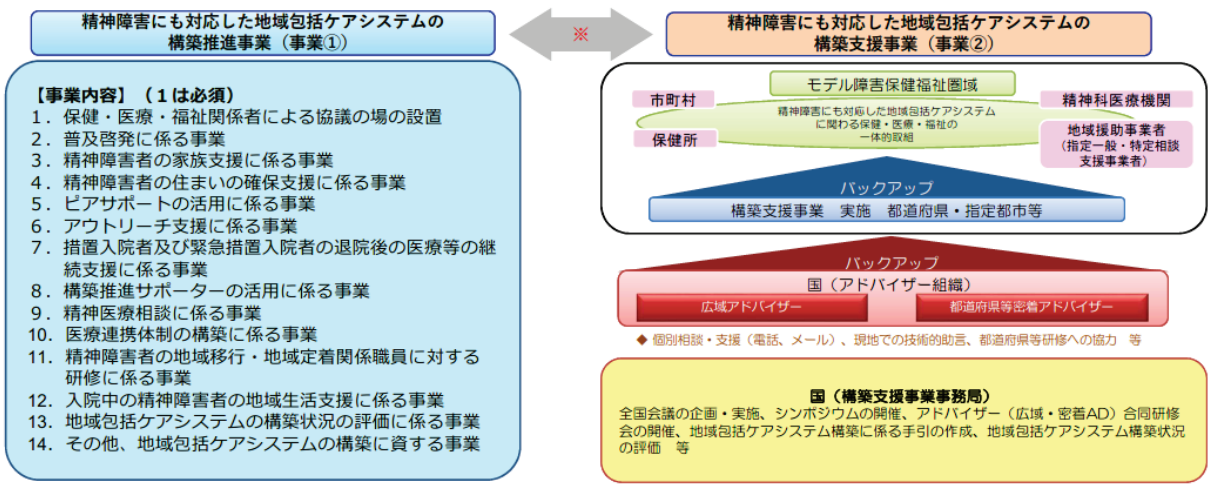 精神障害にも対応した地域包括ケアシステムの
構築推進事業（事業①）
※
精神障害にも対応した地域包括ケアシステムの
構築支援事業（事業②）
【事業内容】（１は必須）
１．保健・医療・福祉関係者による協議の場の設置
２．普及啓発に係る事業
３．精神障害者の家族支援に係る事業
４．精神障害者の住まいの確保支援に係る事業
５．ピアサポートの活用に係る事業
６．アウトリーチ支援に係る事業
７．措置入院者及び緊急措置入院者の退院後の医療等の継
続支援に係る事業
８．構築推進サポーターの活用に係る事業
９．精神医療相談に係る事業
10．医療連携体制の構築に係る事業
11．精神障害者の地域移行・地域定着関係職員に対する
研修に係る事業
12．入院中の精神障害者の地域生活支援に係る事業
13．地域包括ケアシステムの構築状況の評価に係る事業
14．その他、地域包括ケアシステムの構築に資する事業
モデル障害保健福祉圏域
市町村
精神科医療機関
精神障害にも対応した地域包括ケアシステム
に関わる保健・医療・福祉の
一体的取組
保健所
地域援助事業者
（指定一般・特定相談
支援事業者）
バックアップ
構築支援事業　実施　都道府県・指定都市等
バックアップ
国（アドバイザー組織）
広域アドバイザー
都道府県等密着アドバイザー
◆ 個別相談・支援（電話、メール）、現地での技術的助言、都道府県等研修への協力　等
国（構築支援事業事務局）
全国会議の企画・実施、シンポジウムの開催、アドバイザー（広域・密着AD）合同研修
会の開催、地域包括ケアシステム構築に係る手引の作成、地域包括ケアシステム構築状況
の評価　等